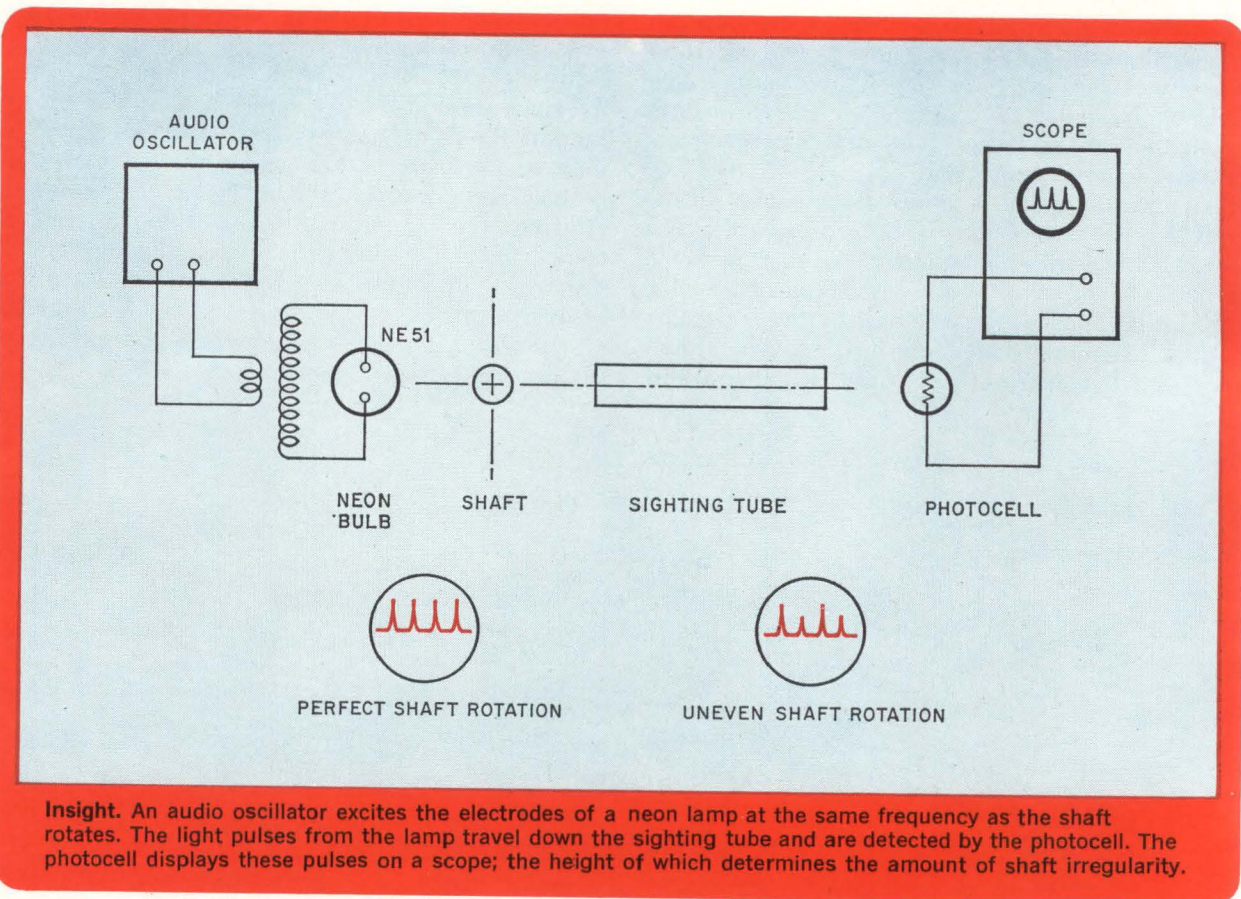 AUDIO
OSCILLATOR
SCOPE
NE51
NEON
BULB
SHAFT
SIGHTING TUBE
PHOTOCELL
PERFECT SHAFT ROTATION
UNEVEN SHAFT ROTATION
Insight. An audio oscillator excites the electrodes of a neon lamp at the same frequency as the shaft
rotates. The light pulses from the lamp travel down the sighting tube and are detected by the photocell. The
photocell displays these pulses on a scope; the height of which determines the amount of shaft irregularity.